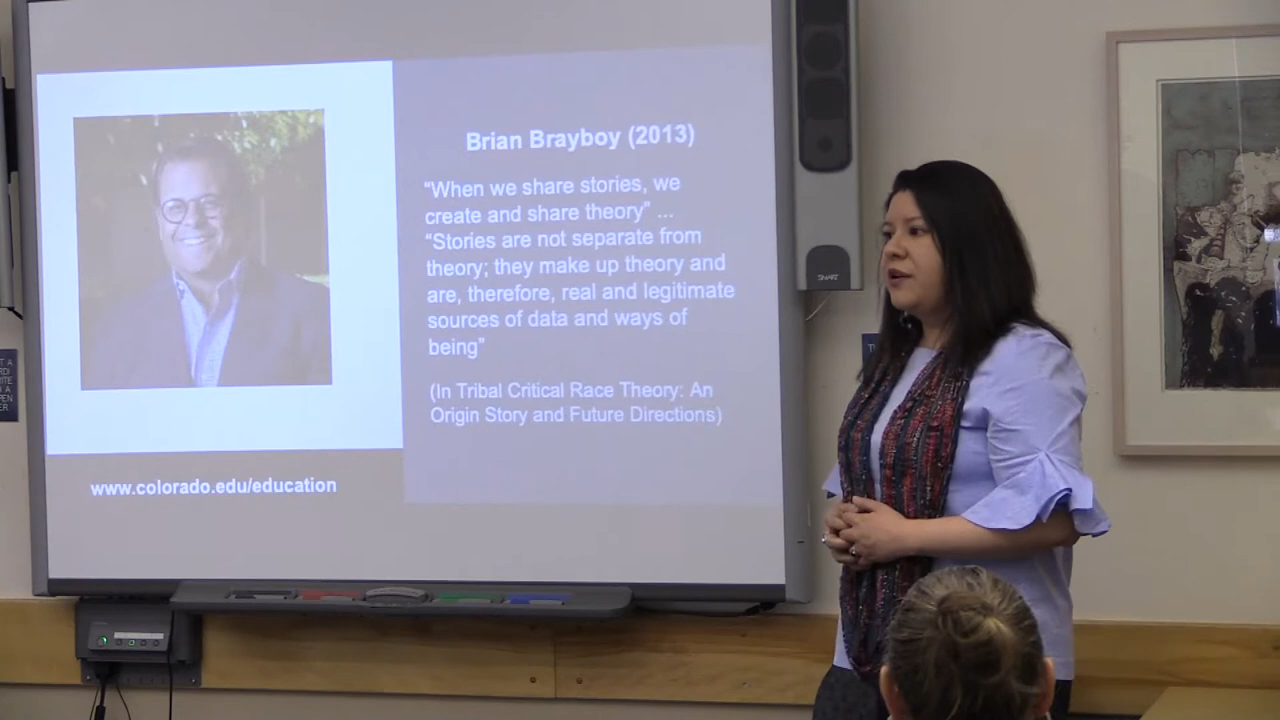 Brian Brayboy (2013)
“When we share stories, we
create and share theory” ...
“Stories are not separate from
theory; they make up theory and
are, therefore, real and legitimate
sources of data and ways of
being”
(In Tribal Critical Race Theory: An
Origin Story and Future Directions)
www.colorado.edu/education
SMART